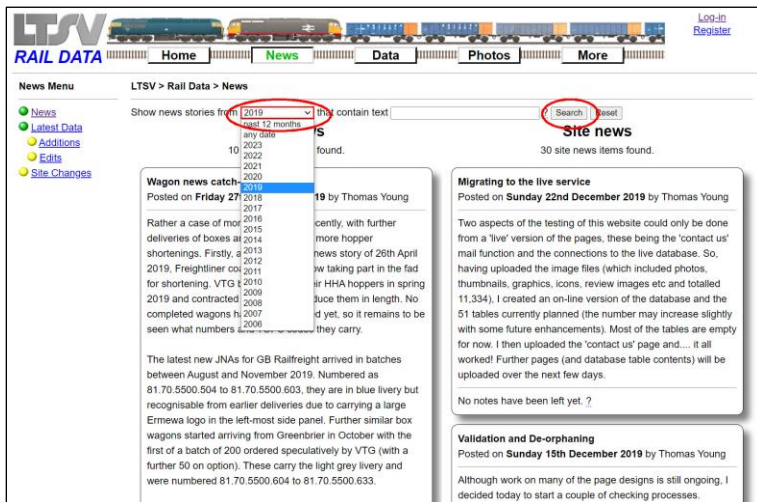 LTSV
RAIL DATA
Home
News
Data
Photos
More
Log-in
Register
News Menu
News
Latest Data
Additions
Edits
Site Changes
LTSV > Rail Data > News
Show news stories from 2019 that contain text ? Search Reset
past 12 months
any date
2023
2022
2021
2020
2019
2018
2017
2016
2015
2014
2013
2012
2011
2010
2009
2008
2007
2006
10 found.
Wagon news catch-
Posted on Friday 27 19 by Thomas Young
Rather a case of ecently, with further
deliveries of boxes more hopper
shortenings. Firstly, a news story of 26th April
2019, Freightliner ow taking part in the fad
for shortening. VTG HHA hoppers in spring
2019 and contracted duce them in length. No
completed wagons yet, so it remains to be
seen what numbers they carry.
The latest new JNAs for GB Railfreight arrived in batches
between August and November 2019. Numbered as
81.70.5500.504 to 81.70.5500.603, they are in blue livery but
recognisable from earlier deliveries due to carrying a large
Ermewa logo in the left-most side panel. Further similar box
wagons started arriving from Greenbrier in October with the
first of a batch of 200 ordered speculatively by VTG (with a
further 50 on option). These carry the light grey livery and
were numbered 81.70.5500.604 to 81.70.5500.633.
Site news
30 site news items found.
Migrating to the live service
Posted on Sunday 22nd December 2019 by Thomas Young
Two aspects of the testing of this website could only be done
from a 'live' version of the pages, these being the 'contact us'
mail function and the connections to the live database. So,
having uploaded the image files (which included photos,
thumbnails, graphics, icons, review images etc and totalled
11,334), I created an on-line version of the database and the
51 tables currently planned (the number may increase slightly
with some future enhancements). Most of the tables are empty
for now. I then uploaded the 'contact us' page and.... it all
worked! Further pages (and database table contents) will be
uploaded over the next few days.
No notes have been left yet. ?
Validation and De-orphaning
Posted on Sunday 15th December 2019 by Thomas Young
Although work on many of the page designs is still ongoing, I
decided today to start a couple of checking processes.